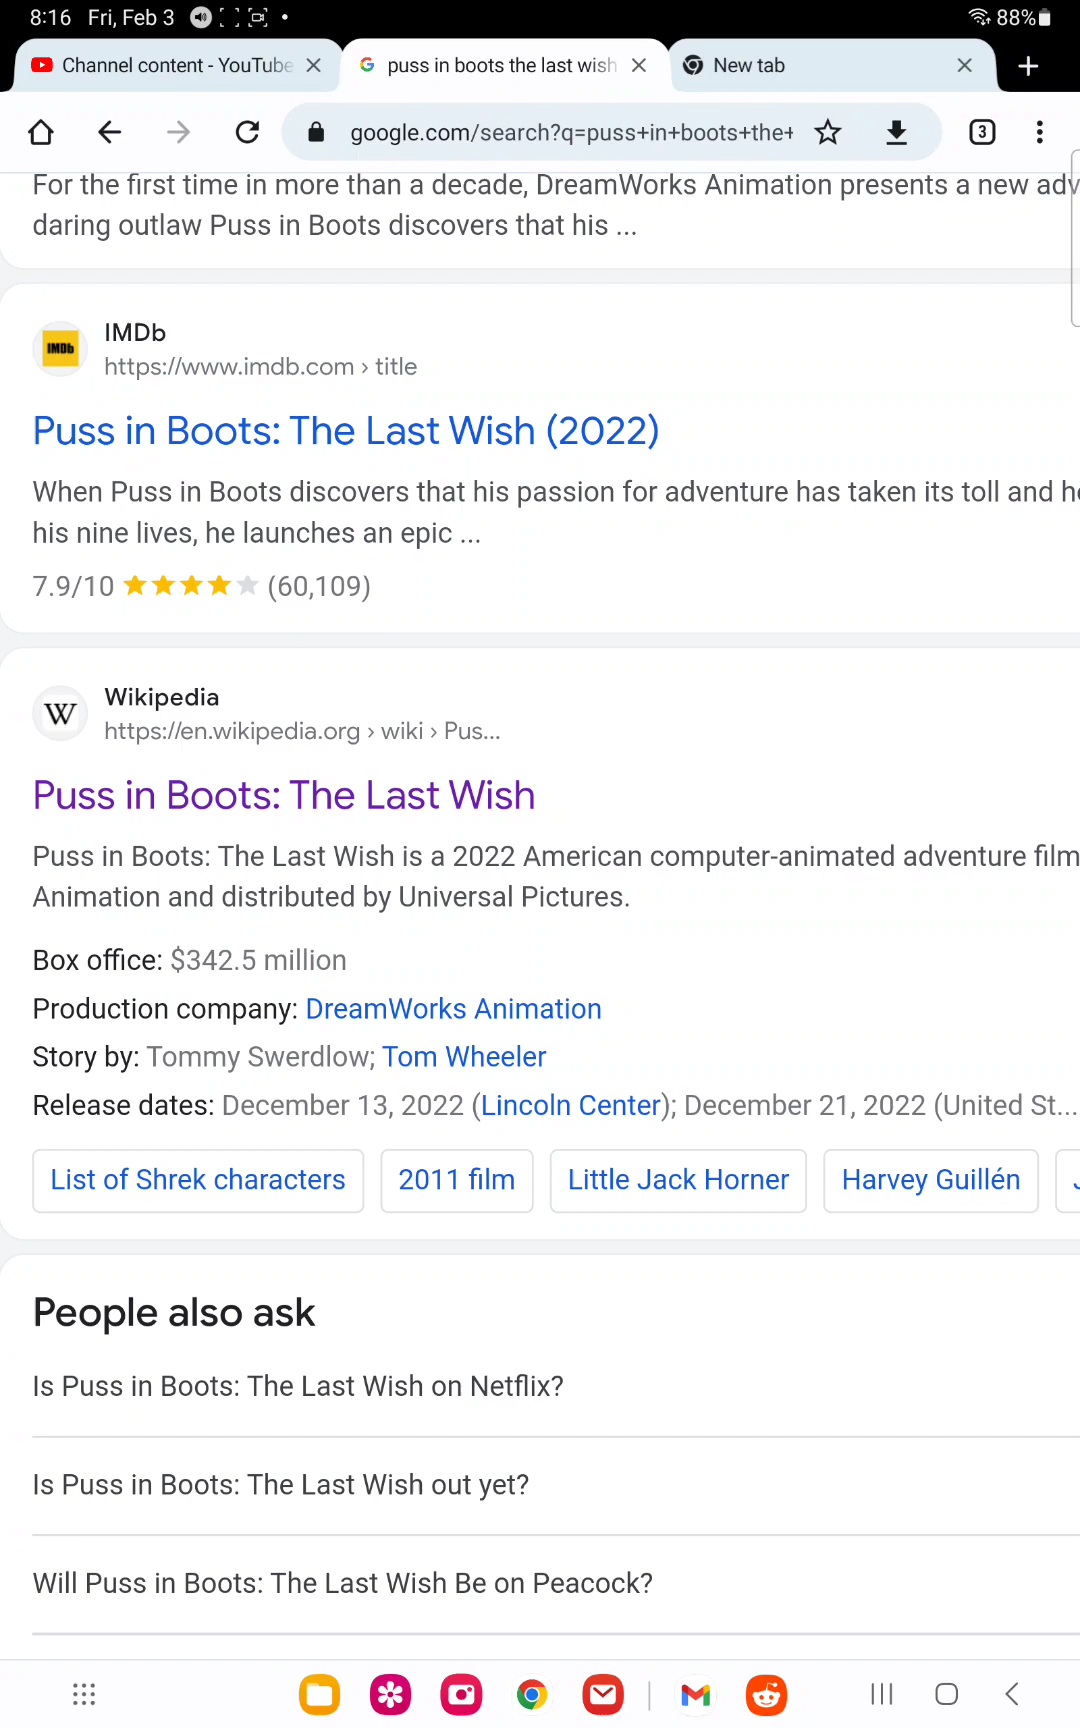 8:16 Fri, Feb 3 88%
Channel content - YouTube
puss in boots the last wish
New tab
google.com/search?q=puss+in+boots+the+
3
For the first time in more than a decade, DreamWorks Animation presents a new adv
daring outlaw Puss in Boots discovers that his ...
IMDb
IMDb
https://www.imdb.com › title
Puss in Boots: The Last Wish (2022)
When Puss in Boots discovers that his passion for adventure has taken its toll and h
his nine lives, he launches an epic ...
7.9/10 (60,109)
W
Wikipedia
https://en.wikipedia.org › wiki › Pus...
Puss in Boots: The Last Wish
Puss in Boots: The Last Wish is a 2022 American computer-animated adventure film
Animation and distributed by Universal Pictures.
Box office: $342.5 million
Production company: DreamWorks Animation
Story by: Tommy Swerdlow; Tom Wheeler
Release dates: December 13, 2022 (Lincoln Center); December 21, 2022 (United St...
List of Shrek characters
2011 film
Little Jack Horner
Harvey Guillén
People also ask
Is Puss in Boots: The Last Wish on Netflix?
Is Puss in Boots: The Last Wish out yet?
Will Puss in Boots: The Last Wish Be on Peacock?